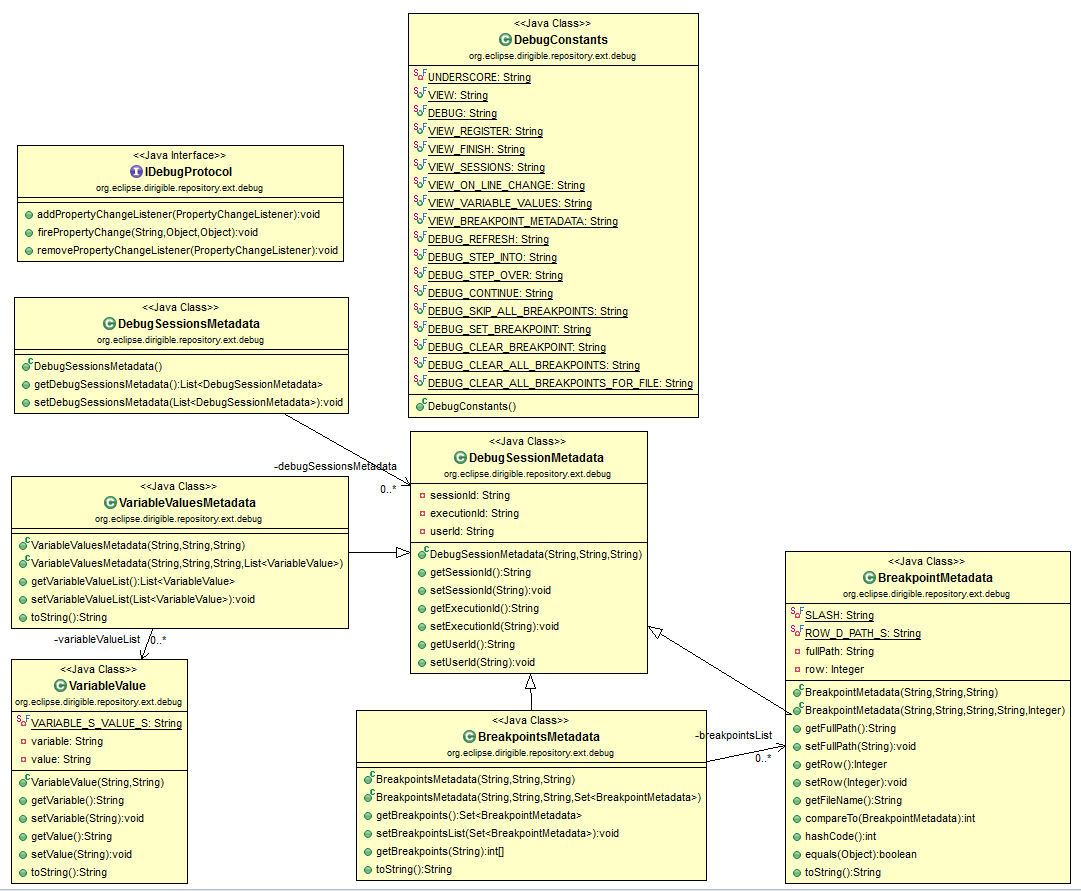 <<Java Class>>
DebugConstants
org.eclipse.dirigible.repository.ext.debug
UNDERSCORE: String
VIEW: String
DEBUG: String
VIEW_REGISTER: String
VIEW_FINISH: String
VIEW_SESSIONS: String
VIEW_ON_LINE_CHANGE: String
VIEW_VARIABLE_VALUES: String
VIEW_BREAKPOINT_METADATA: String
DEBUG_REFRESH: String
DEBUG_STEP_INTO: String
DEBUG_STEP_OVER: String
DEBUG_CONTINUE: String
DEBUG_SKIP_ALL_BREAKPOINTS: String
DEBUG_SET_BREAKPOINT: String
DEBUG_CLEAR_BREAKPOINT: String
DEBUG_CLEAR_ALL_BREAKPOINTS: String
DEBUG_CLEAR_ALL_BREAKPOINTS_FOR_FILE: String
DebugConstants()
<<Java Interface>>
IDebugProtocol
org.eclipse.dirigible.repository.ext.debug
addPropertyChangeListener(PropertyChangeListener):void
firePropertyChange(String,Object,Object):void
removePropertyChangeListener(PropertyChangeListener):void
<<Java Class>>
DebugSessionsMetadata
org.eclipse.dirigible.repository.ext.debug
DebugSessionsMetadata()
getDebugSessionsMetadata():List<DebugSessionMetadata>
setDebugSessionsMetadata(List<DebugSessionMetadata>):void
-debugSessionsMetadata
0..*
<<Java Class>>
DebugSessionMetadata
org.eclipse.dirigible.repository.ext.debug
sessionId: String
executionId: String
userId: String
DebugSessionMetadata(String,String,String)
getSessionId():String
setSessionId(String):void
getExecutionId():String
setExecutionId(String):void
getUserId():String
setUserId(String):void
<<Java Class>>
VariableValuesMetadata
org.eclipse.dirigible.repository.ext.debug
VariableValuesMetadata(String,String,String)
VariableValuesMetadata(String,String,String,List<VariableValue>)
getVariableValueList():List<VariableValue>
setVariableValueList(List<VariableValue>):void
toString():String
-variableValueList
0..*
<<Java Class>>
VariableValue
org.eclipse.dirigible.repository.ext.debug
VARIABLE_S_VALUE_S: String
variable: String
value: String
VariableValue(String,String)
getVariable():String
setVariable(String):void
getValue():String
setValue(String):void
toString():String
<<Java Class>>
BreakpointsMetadata
org.eclipse.dirigible.repository.ext.debug
BreakpointsMetadata(String,String,String)
BreakpointsMetadata(String,String,String,Set<BreakpointMetadata>)
getBreakpoints():Set<BreakpointMetadata>
setBreakpointsList(Set<BreakpointMetadata>):void
getBreakpoints(String):int[]
toString():String
-breakpointsList
0..*
<<Java Class>>
BreakpointMetadata
org.eclipse.dirigible.repository.ext.debug
SLASH: String
ROW_D_PATH_S: String
fullPath: String
row: Integer
BreakpointMetadata(String,String,String)
BreakpointMetadata(String,String,String,String,Integer)
getFullPath():String
setFullPath(String):void
getRow():Integer
setRow(Integer):void
getFileName():String
compareTo(BreakpointMetadata):int
hashCode():int
equals(Object):boolean
toString():String